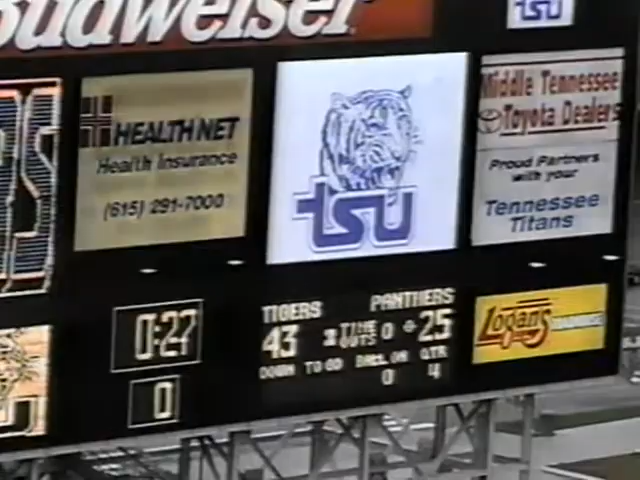 Budweiser
tsu
HEALTH NET
Health Insurance
(615) 291-7000
tsu
Middle Tennessee
Toyota Dealers
Proud Partners
with your
Tennessee
Titans
0:27
0
TIGERS PANTHERS
43 TIME OUTS 0 25
DOWN TO GO BALL ON QTR
0 4
Logan's